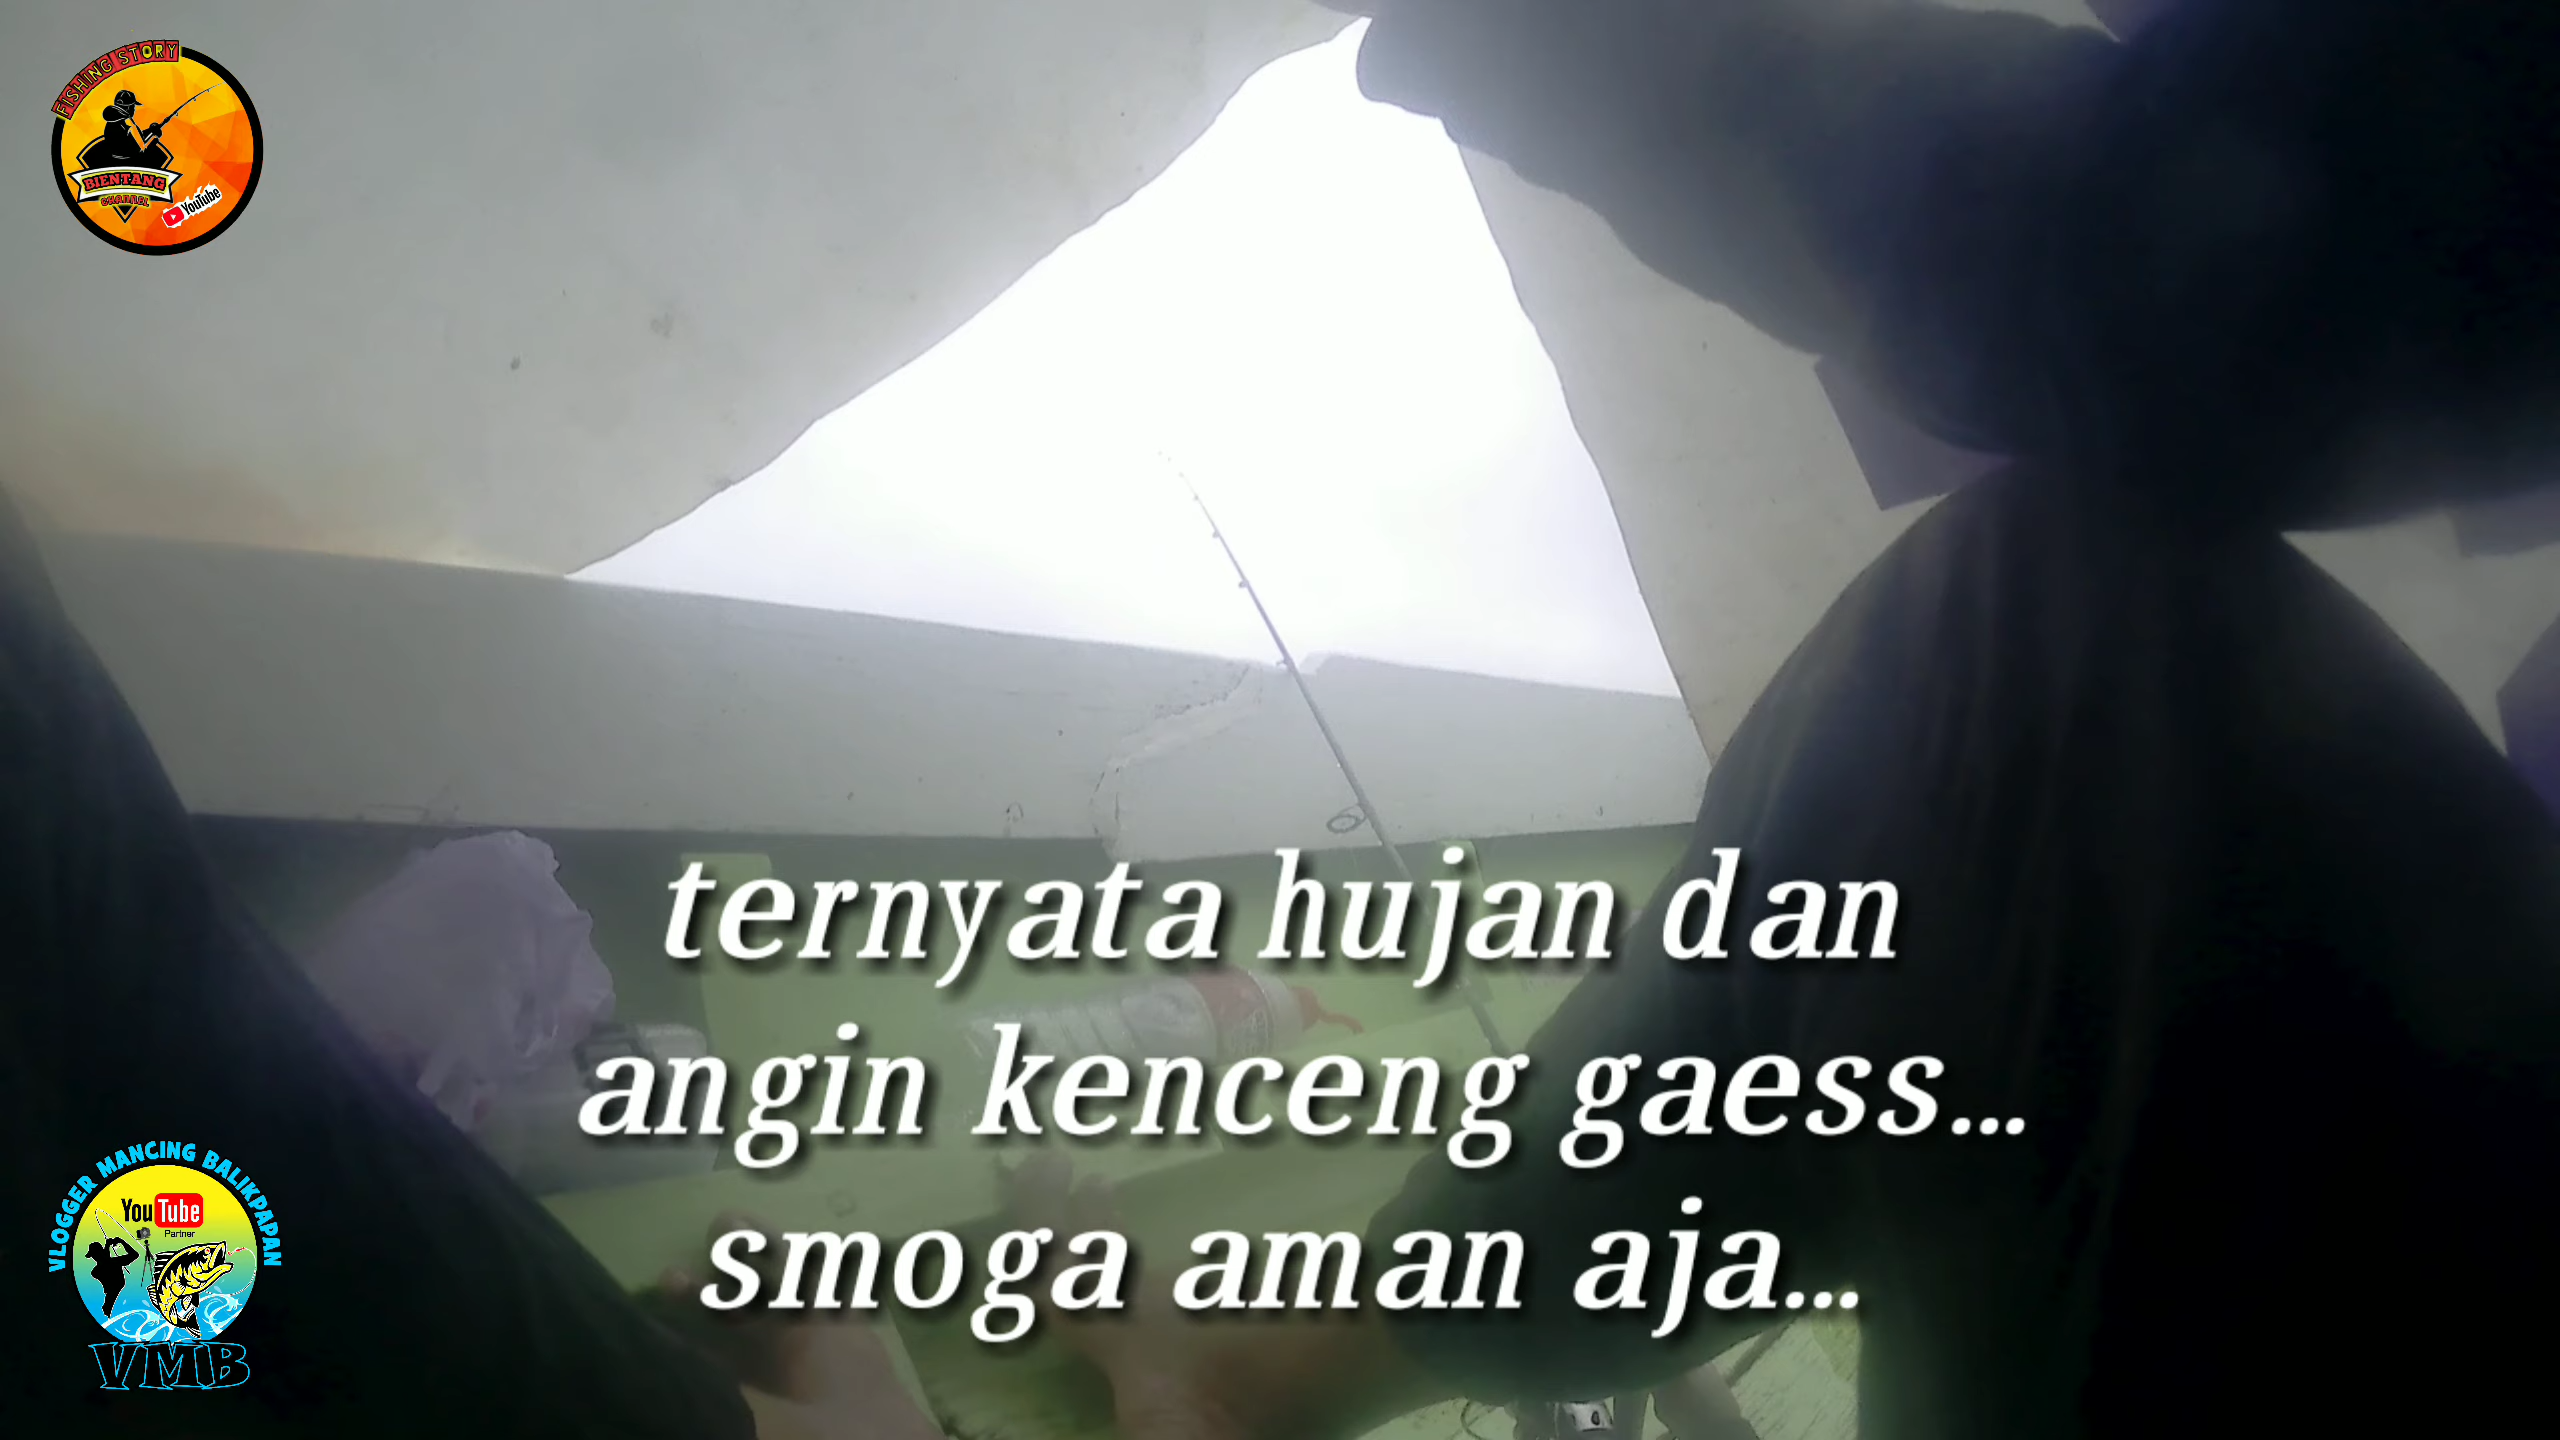 FISHING STORY
BIENTANG
CHANNEL
YouTube
ternyata hujan dan
angin kenceng gaess...
smoga aman aja...
VLOGGER MANCING BALIKPAPAN
YouTube
Partner
VMB